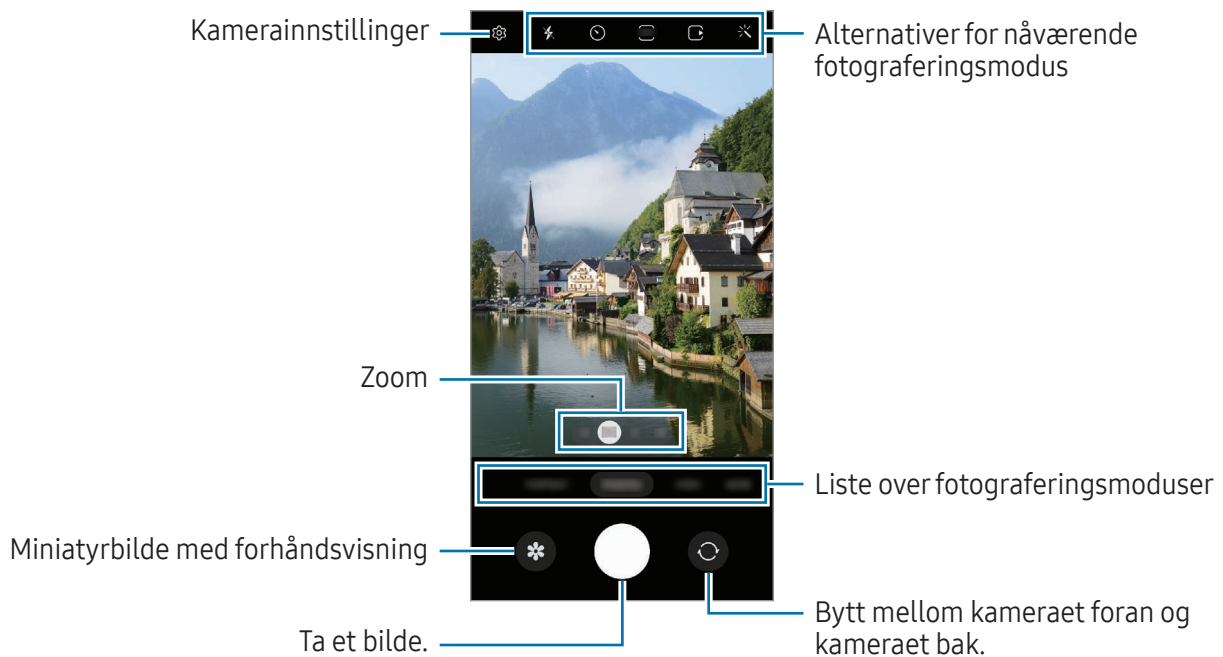 Kamerainnstillinger
Alternativer for nåværende
fotograferingsmodus
Zoom
Liste over fotograferingsmoduser
Miniatyrbilde med forhåndsvisning
Ta et bilde.
Bytt mellom kameraet foran og
kameraet bak.